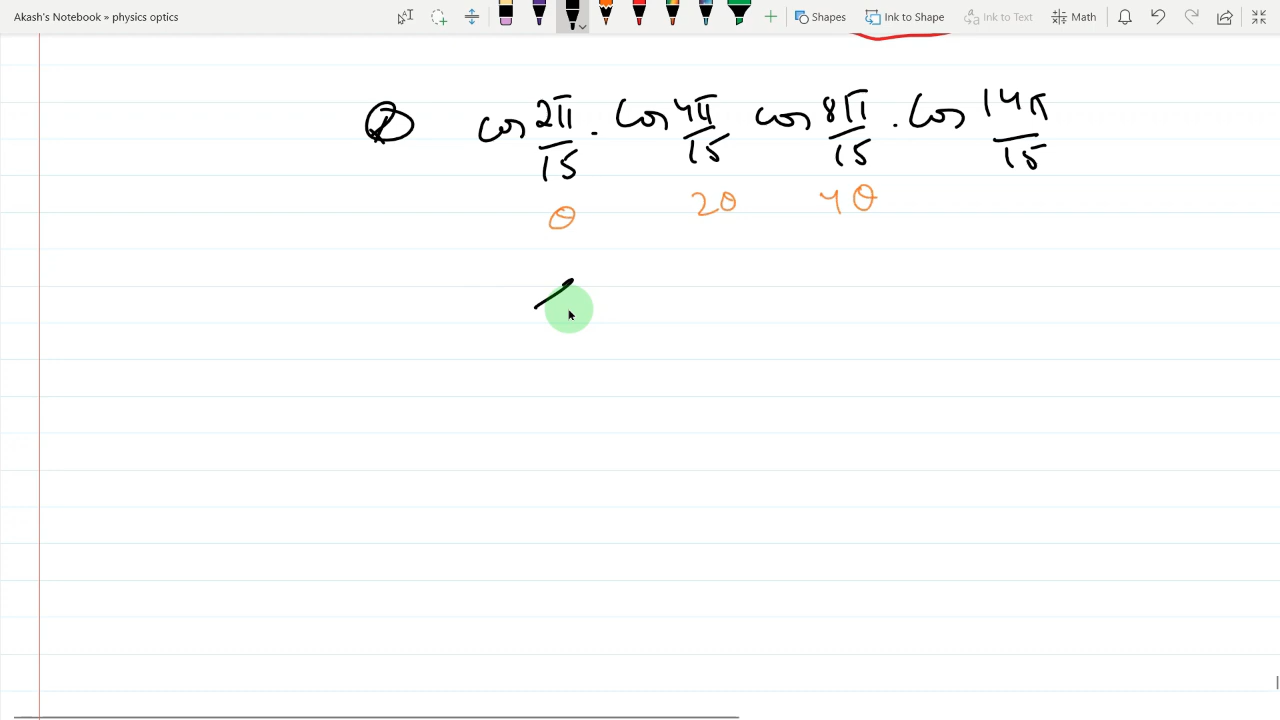 Akash's Notebook » physics optics
Shapes
Ink to Shape
Ink to Text
Math
Q cos 2π/15 . cos 4π/15 cos 8π/15 . cos 14π/15
θ 2θ 4θ